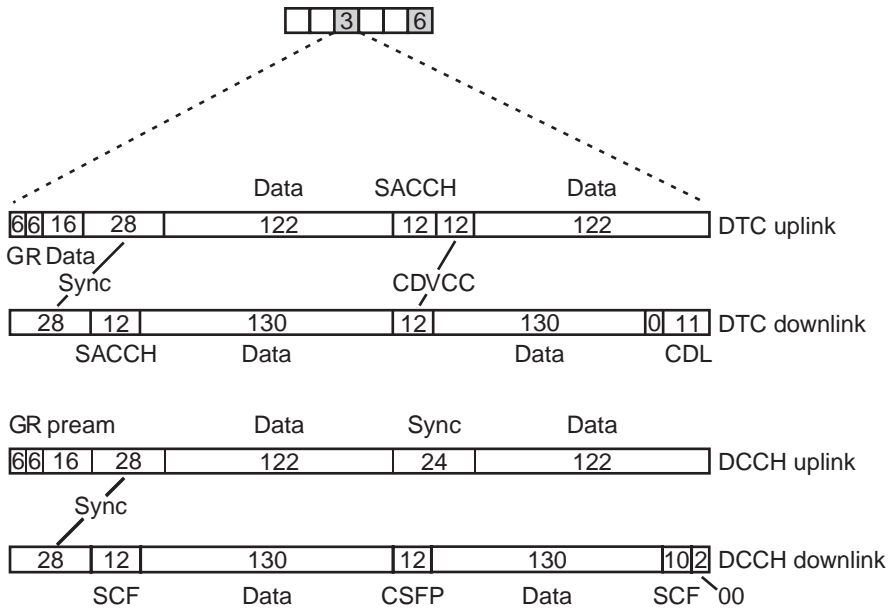 3 6
Data SACCH Data
6 6 16 28 122 12 12 122 DTC uplink
GR Data
Sync CDVCC
28 12 130 12 130 0 11 DTC downlink
SACCH Data Data CDL
GR pream Data Sync Data
6 6 16 28 122 24 122 DCCH uplink
Sync
28 12 130 12 130 10 2 DCCH downlink
SCF Data CSFP Data SCF 00